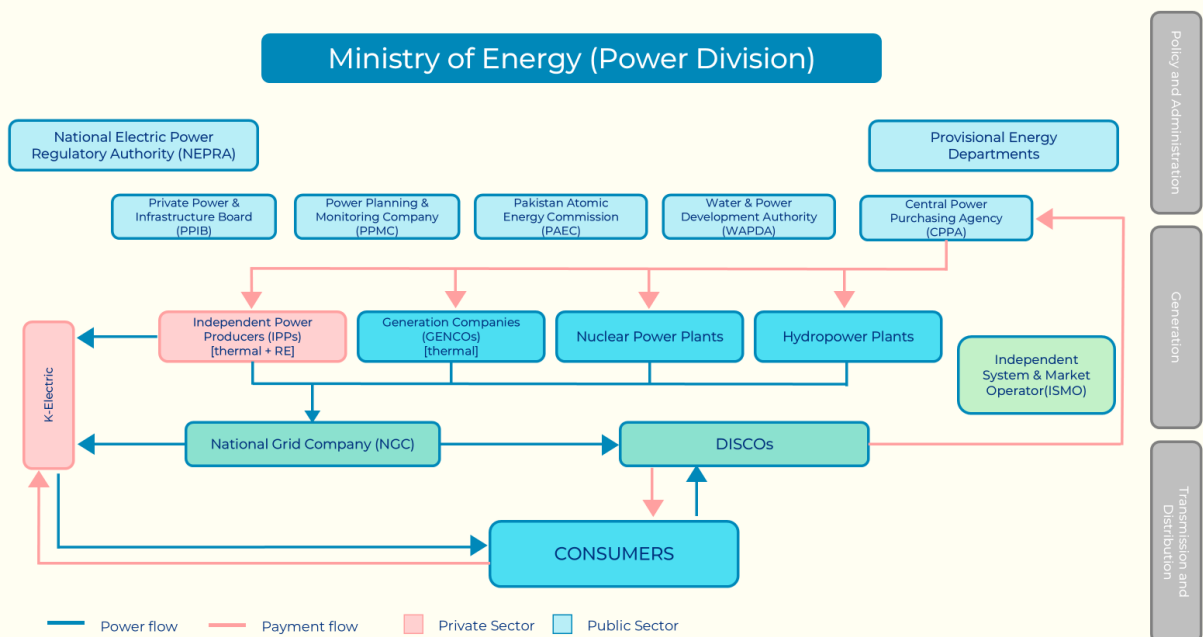 Ministry of Energy (Power Division)
National Electric Power
Regulatory Authority (NEPRA)
Provisional Energy
Departments
Private Power &
Infrastructure Board
(PPIB)
Power Planning &
Monitoring Company
(PPMC)
Pakistan Atomic
Energy Commission
(PAEC)
Water & Power
Development Authority
(WAPDA)
Central Power
Purchasing Agency
(CPPA)
Independent Power
Producers (IPPs)
[thermal + RE]
Generation Companies
(GENCOs)
[thermal]
Nuclear Power Plants
Hydropower Plants
Independent
System & Market
Operator(ISMO)
K-Electric
National Grid Company (NGC)
DISCOs
CONSUMERS
Power flow
Payment flow
Private Sector
Public Sector
Policy and Administration
Generation
Transmission and
Distribution